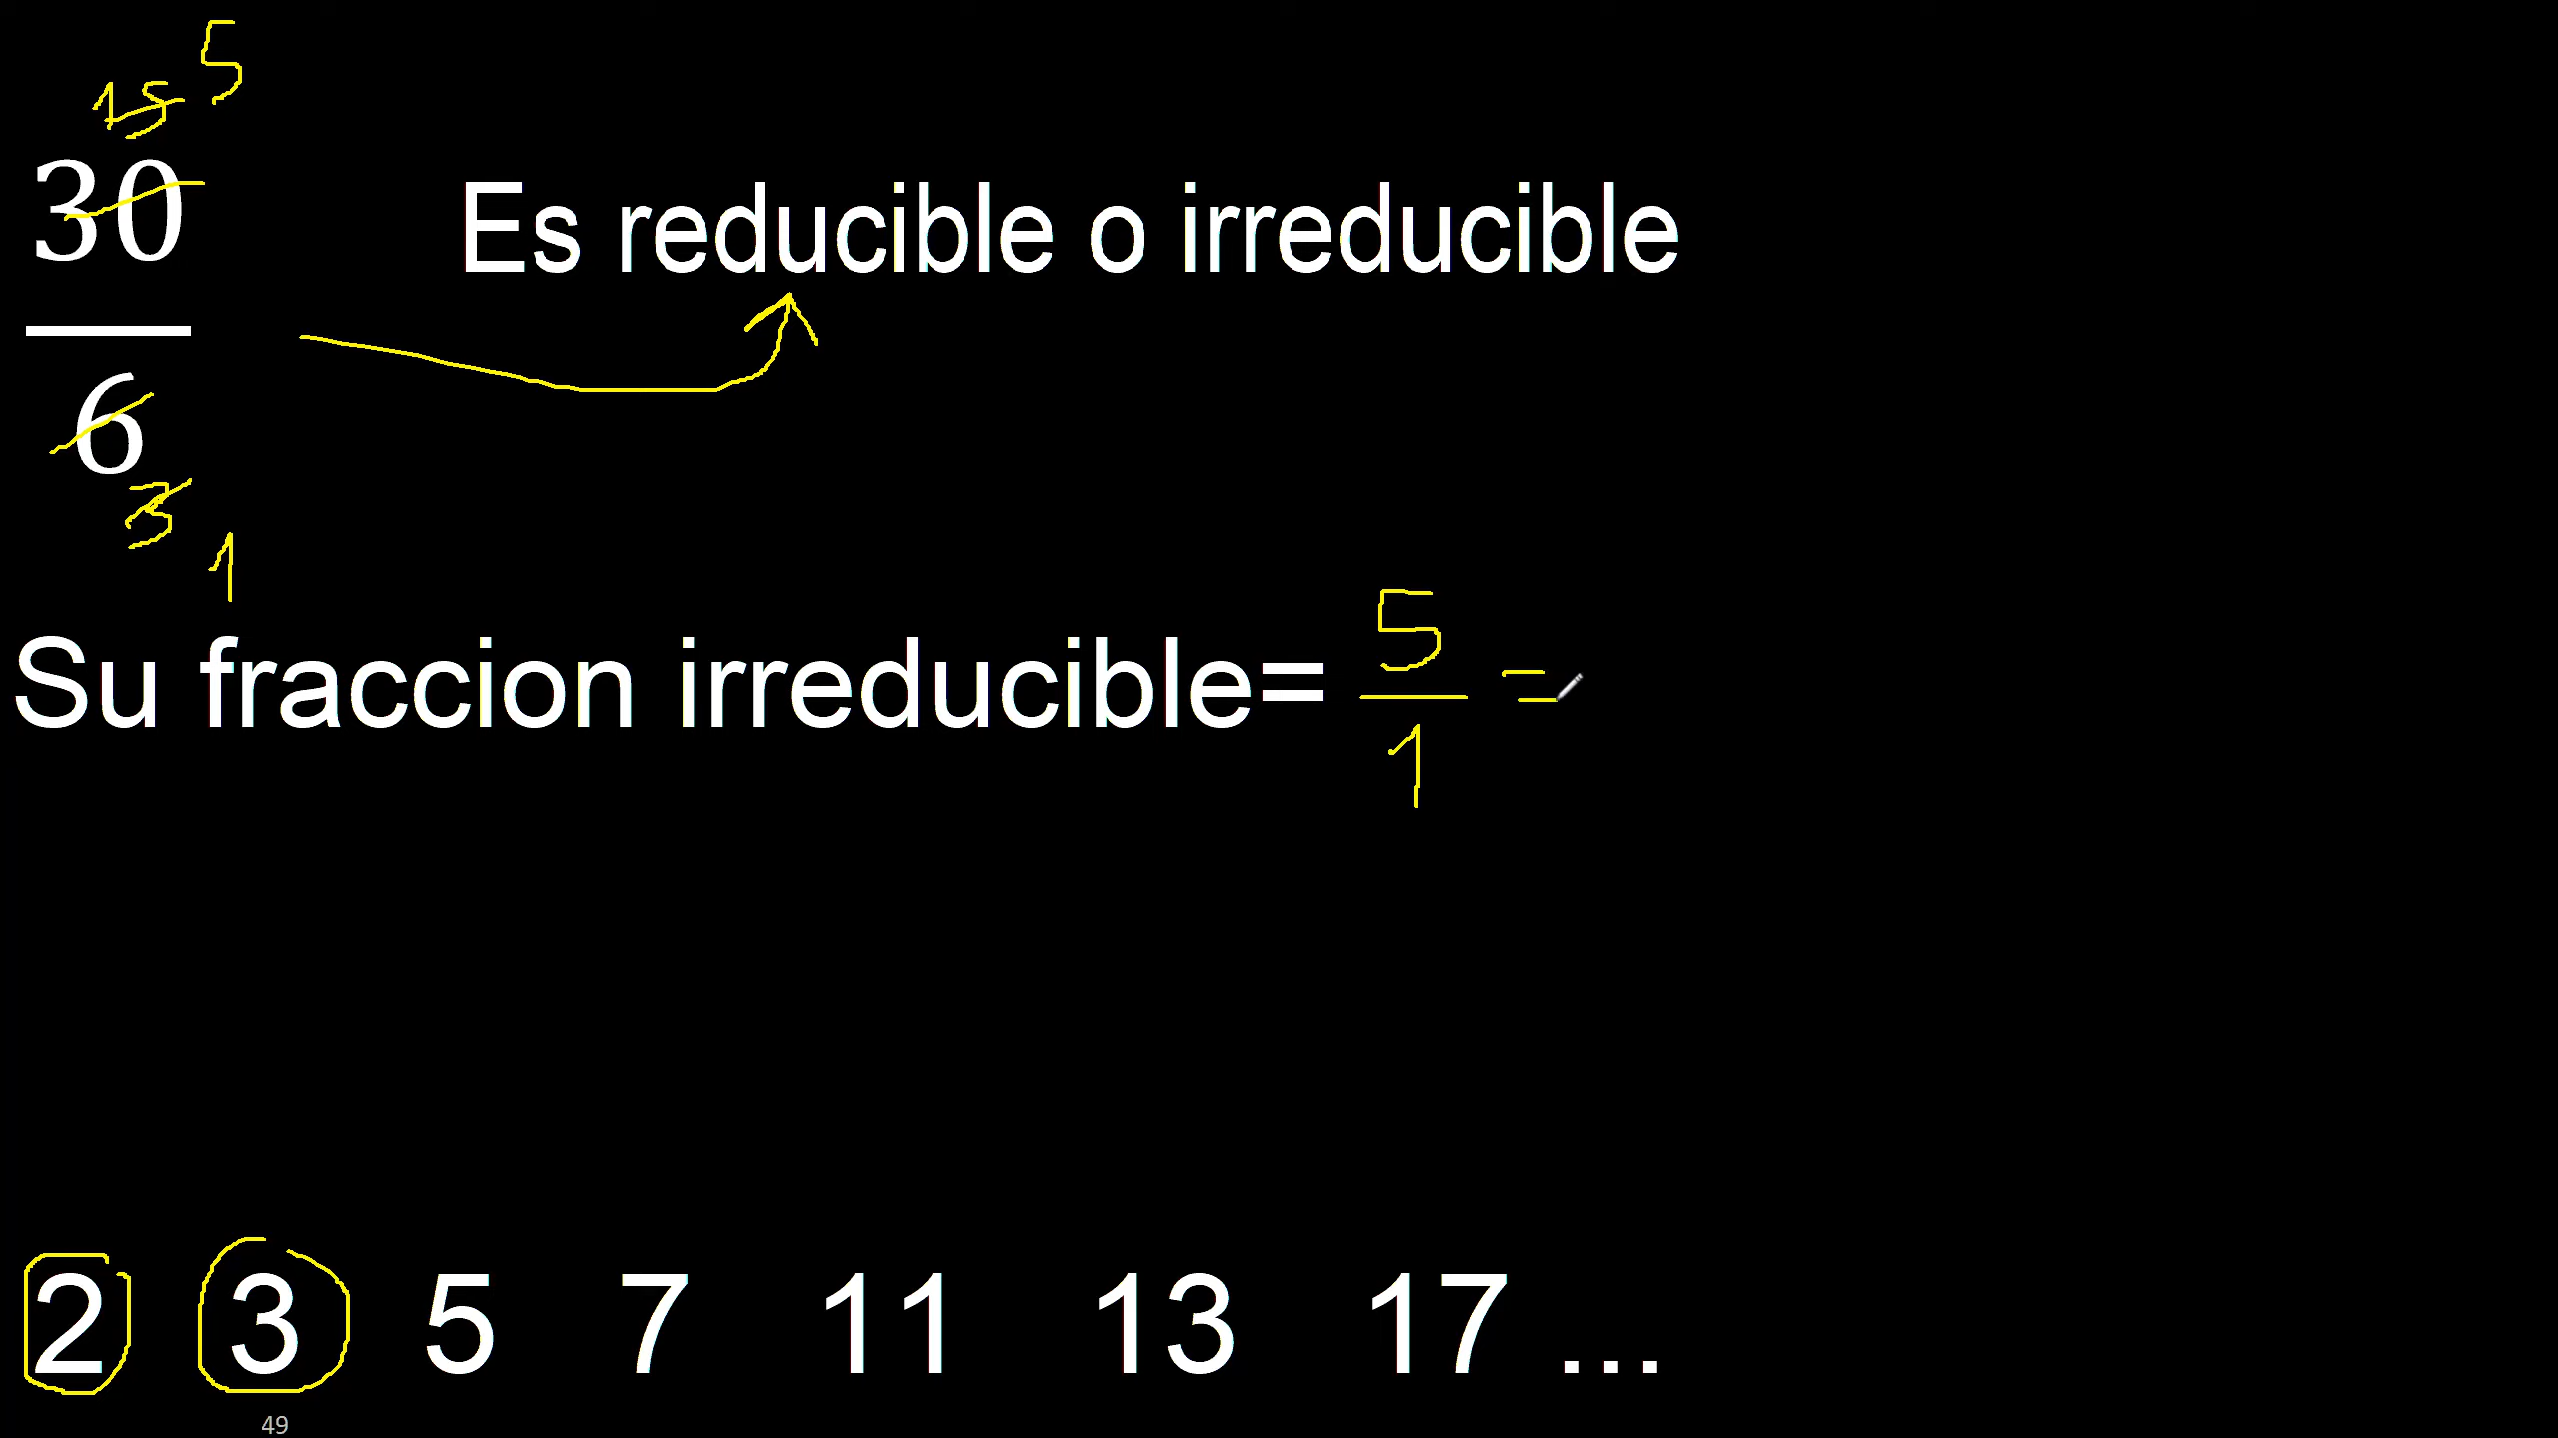 15 5
30
6
3
1
Es reducible o irreducible
Su fraccion irreducible= 5/1 =
2 3 5 7 11 13 17 ...
49